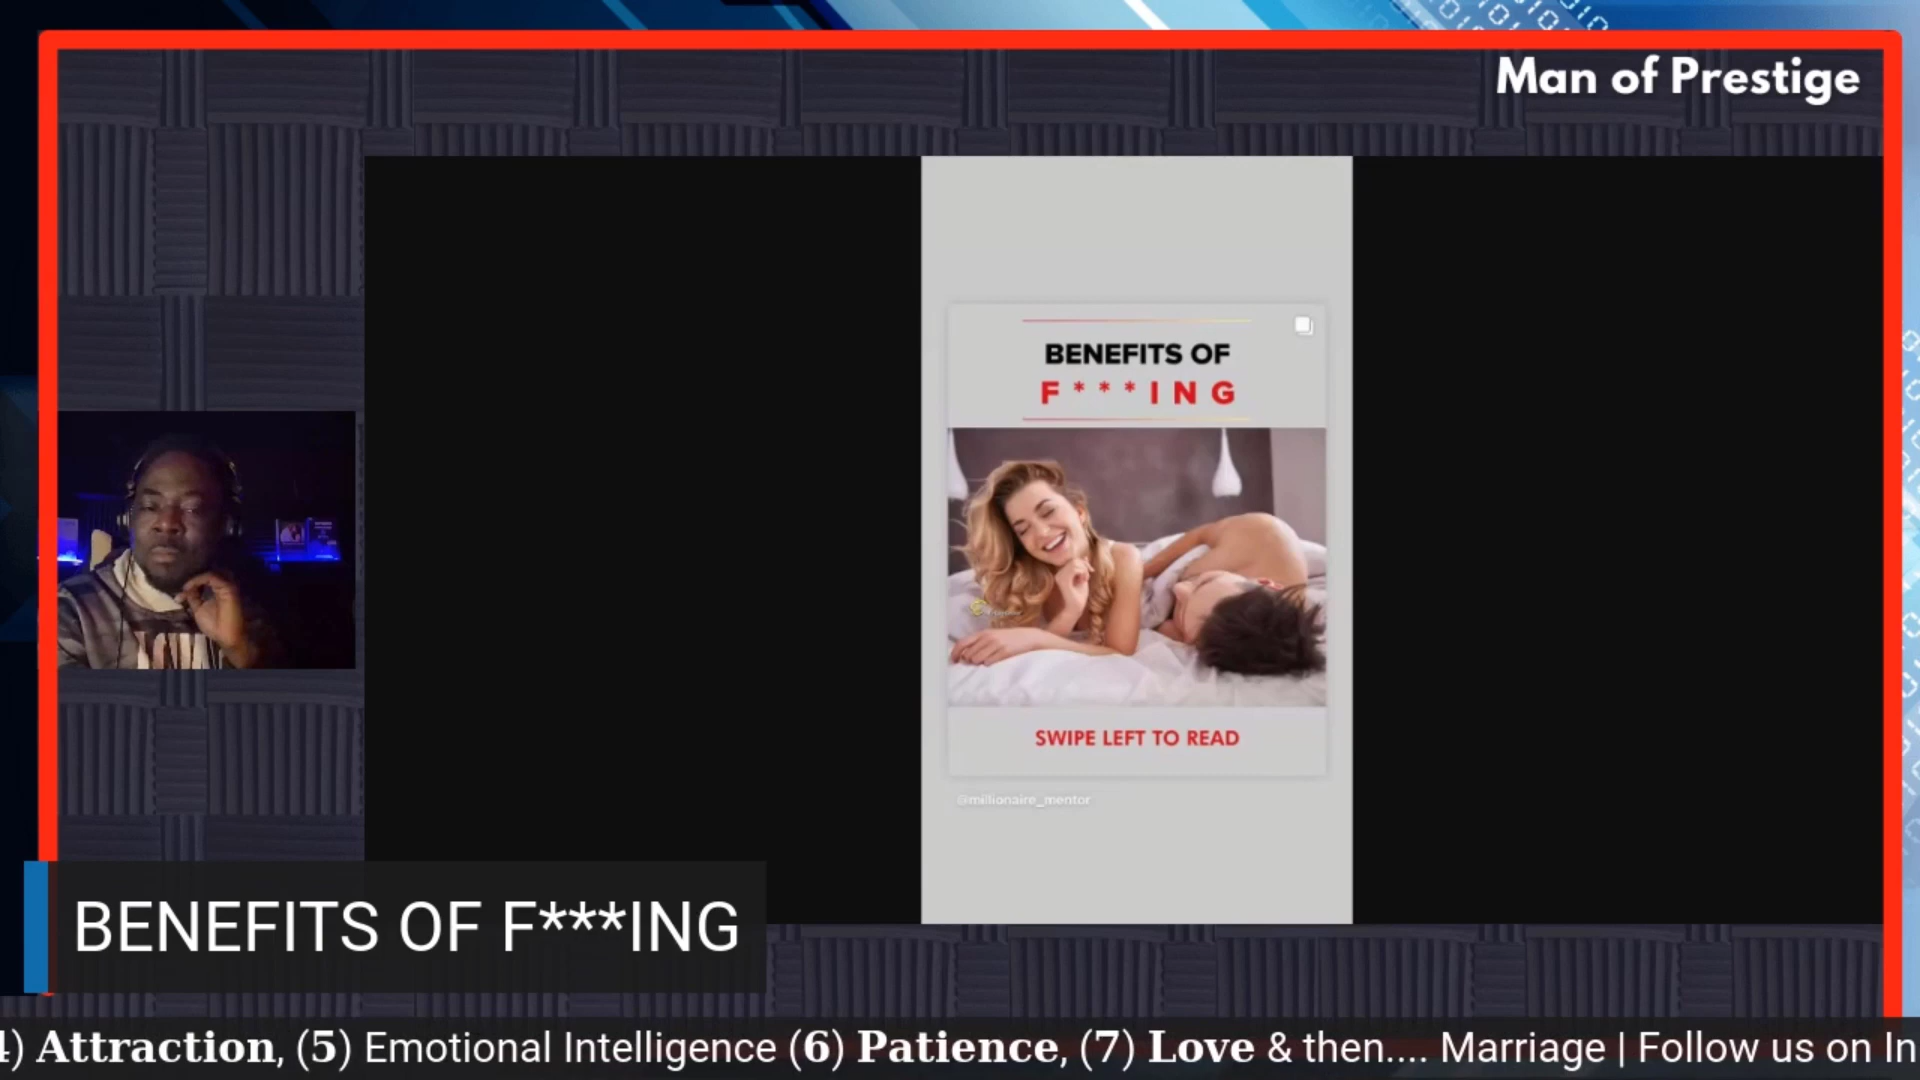 Man of Prestige
BENEFITS OF
F***ING
SWIPE LEFT TO READ
@millionaire_mentor
BENEFITS OF F***ING
4) Attraction, (5) Emotional Intelligence (6) Patience, (7) Love & then.... Marriage | Follow us on In